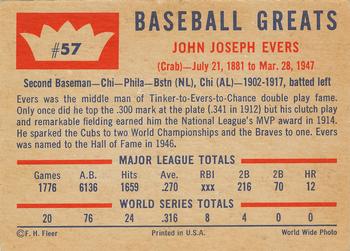 #57
BASEBALL GREATS
JOHN JOSEPH EVERS
(Crab)—July 21, 1881 to Mar. 28, 1947
Second Baseman—Chi—Phila—Bstn (NL), Chi (AL)—1902-1917, batted left
Evers was the middle man of Tinker-to-Evers-to-Chance double play fame.
Only once did he top the .300 mark at the plate (.341 in 1912) but his clutch play
and remarkable fielding earned him the National League's MVP award in 1914.
He sparked the Cubs to two World Championships and the Braves to one. Evers
was named to the Hall of Fame in 1946.
MAJOR LEAGUE TOTALS
Games A.B. Hits B.A. RBI 2B 3B HR
1776 6136 1659 .270 xxx 216 70 12
WORLD SERIES TOTALS
20 76 24 .316 8 4 0 0
©F. H. Fleer Printed in U.S.A. World Wide Photo